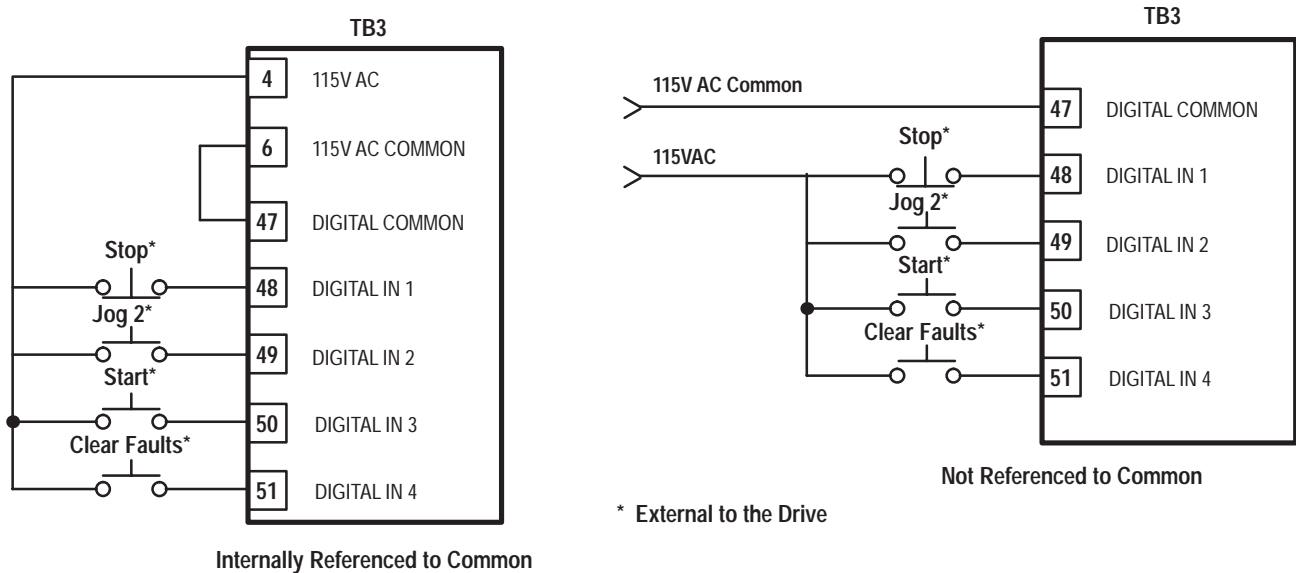 TB3
4 115V AC
6 115V AC COMMON
47 DIGITAL COMMON
Stop*
48 DIGITAL IN 1
Jog 2*
49 DIGITAL IN 2
Start*
50 DIGITAL IN 3
Clear Faults*
51 DIGITAL IN 4
Internally Referenced to Common
TB3
115V AC Common
47 DIGITAL COMMON
115VAC
Stop*
48 DIGITAL IN 1
Jog 2*
49 DIGITAL IN 2
Start*
50 DIGITAL IN 3
Clear Faults*
51 DIGITAL IN 4
Not Referenced to Common
* External to the Drive